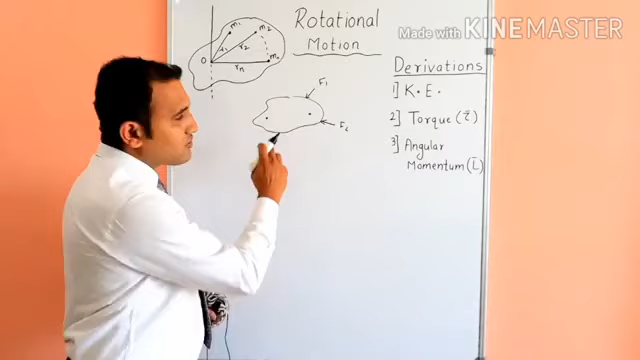 Made with KINEMASTER
Rotational
Motion
m₁
m₂
r₁
r₂
O
rₙ
mₙ
F₁
F₂
Derivations
1] K.E.
2] Torque (τ⃗)
3] Angular
Momentum (L⃗)